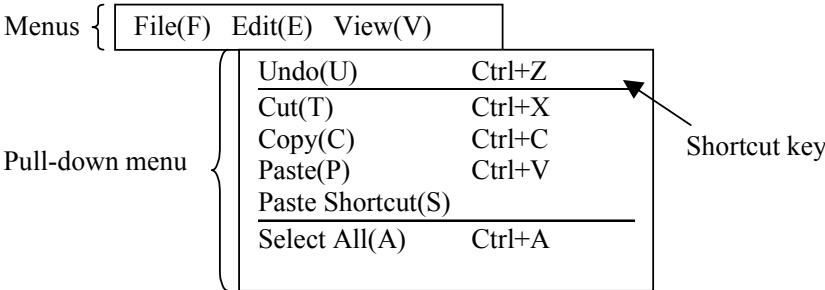 Menus File(F) Edit(E) View(V)
Undo(U) Ctrl+Z
Cut(T) Ctrl+X
Copy(C) Ctrl+C
Paste(P) Ctrl+V
Paste Shortcut(S)
Select All(A) Ctrl+A
Pull-down menu
Shortcut key